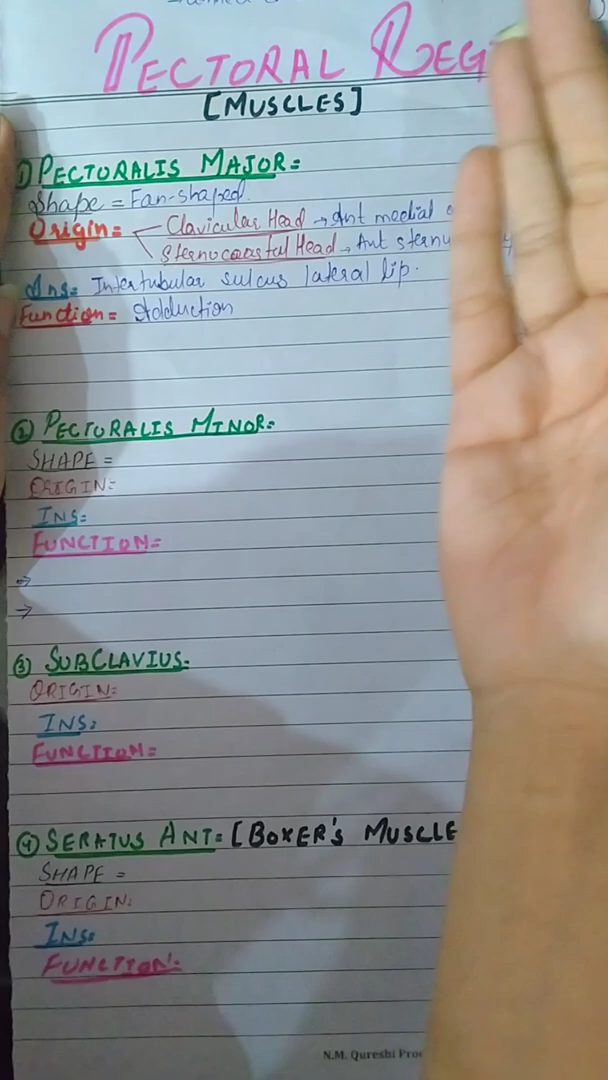 PECTORAL REG
[MUSCLES]
1) PECTORALIS MAJOR=
Shape = Fan-shaped.
Origin= Clavicular Head → Ant medial
Sternocoastal Head → Ant sternu
Ins= Intertubular sulcus lateral lip.
Function= Adduction
② PECTORALIS MINOR=
SHAPE =
ORIGIN=
INS=
FUNCTION=
→
→
③ SUBCLAVIUS=
ORIGIN=
INS=
FUNCTION=
④ SERATUS ANT= [BOXER'S MUSCLE
SHAPE =
ORIGIN=
INS=
FUNCTION=
N.M. Qureshi Pro